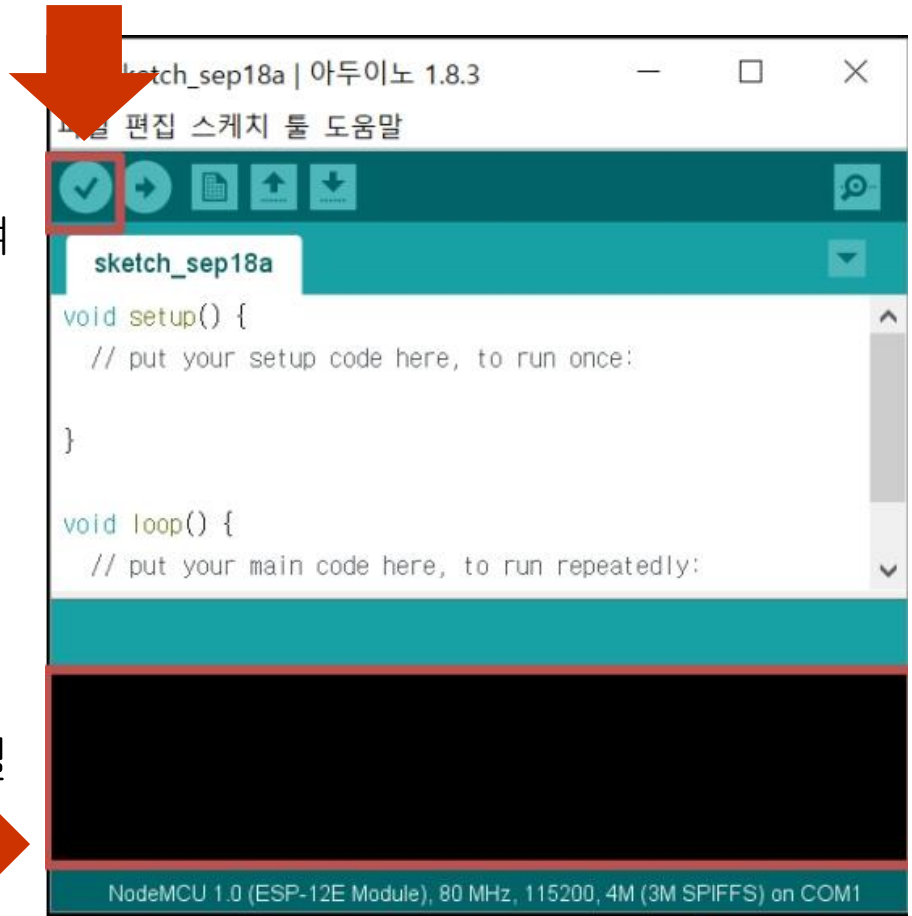 sketch_sep18a | 아두이노 1.8.3
편집 스케치 툴 도움말
sketch_sep18a
void setup() {
// put your setup code here, to run once:
}
void loop() {
// put your main code here, to run repeatedly:
NodeMCU 1.0 (ESP-12E Module), 80 MHz, 115200, 4M (3M SPIFFS) on COM1